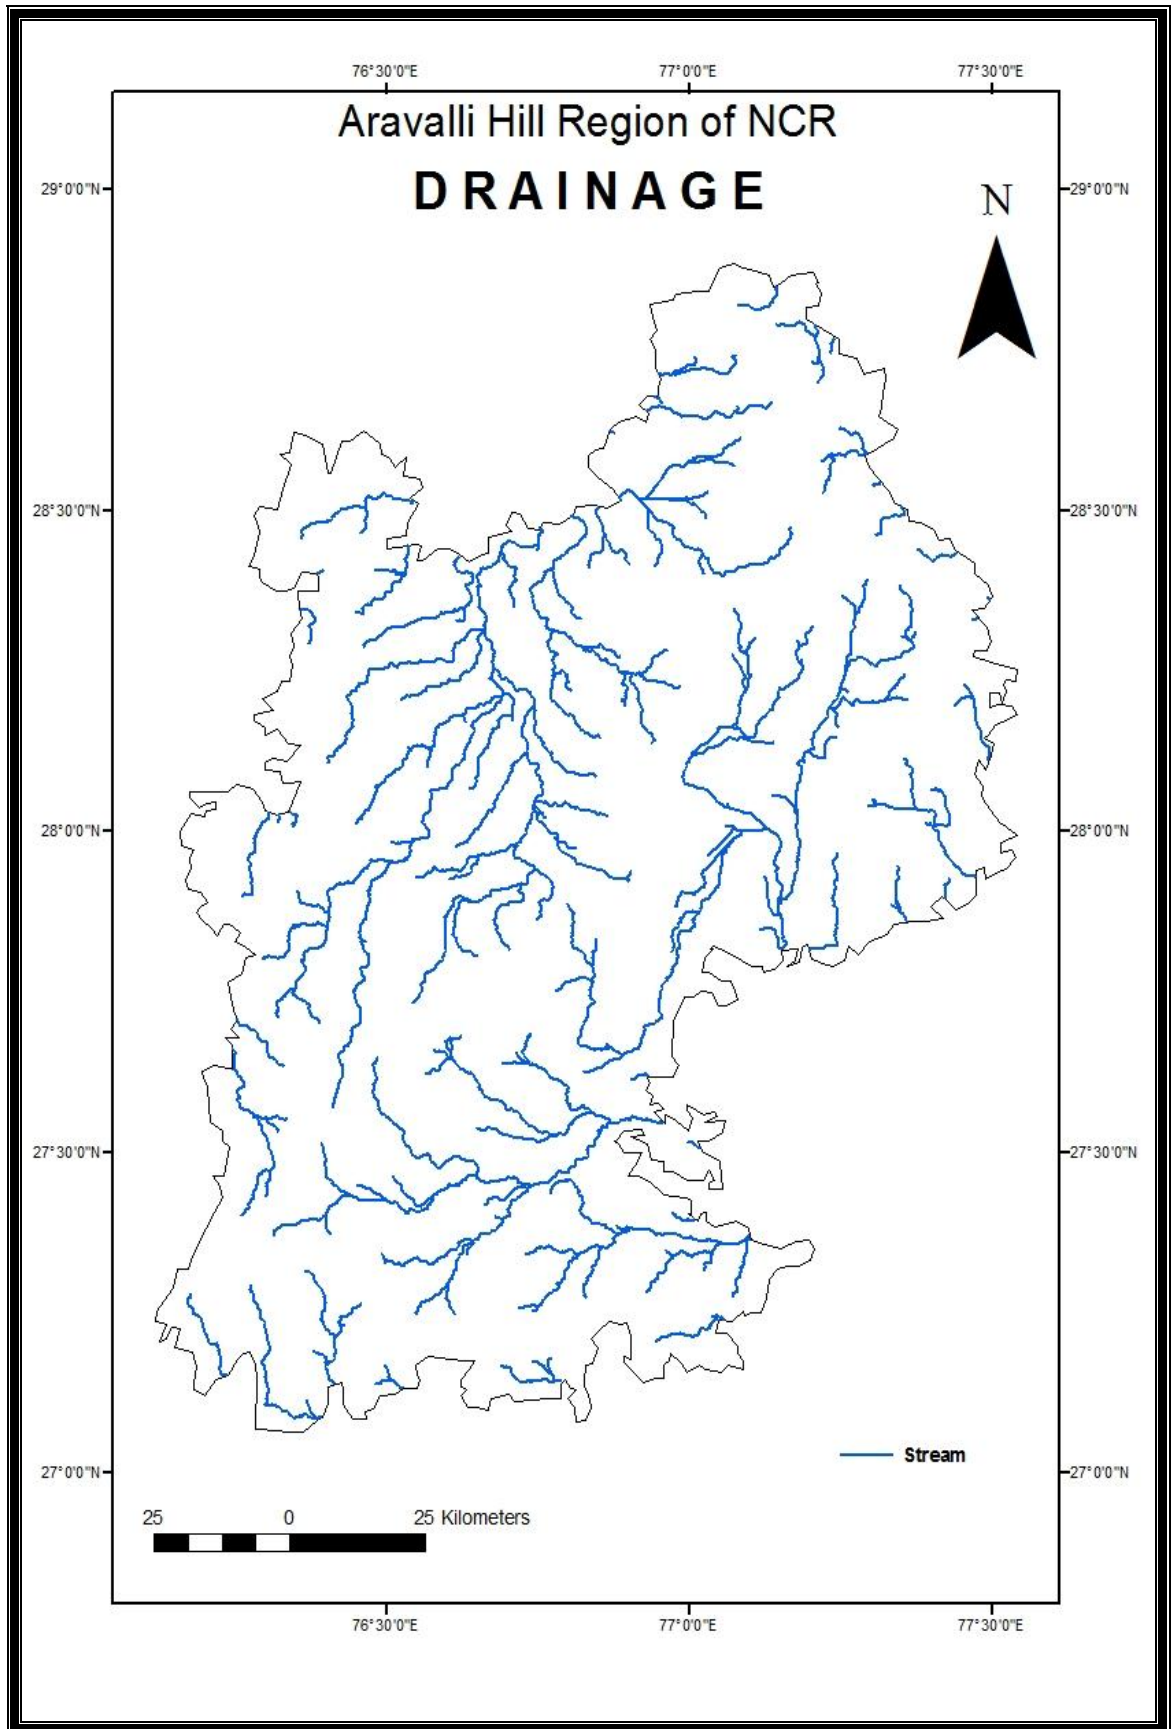 76°30'0"E 77°0'0"E 77°30'0"E
Aravalli Hill Region of NCR
DRAINAGE
29°0'0"N 29°0'0"N
N
28°30'0"N 28°30'0"N
28°0'0"N 28°0'0"N
27°30'0"N 27°30'0"N
Stream
27°0'0"N 27°0'0"N
25 0 25 Kilometers
76°30'0"E 77°0'0"E 77°30'0"E